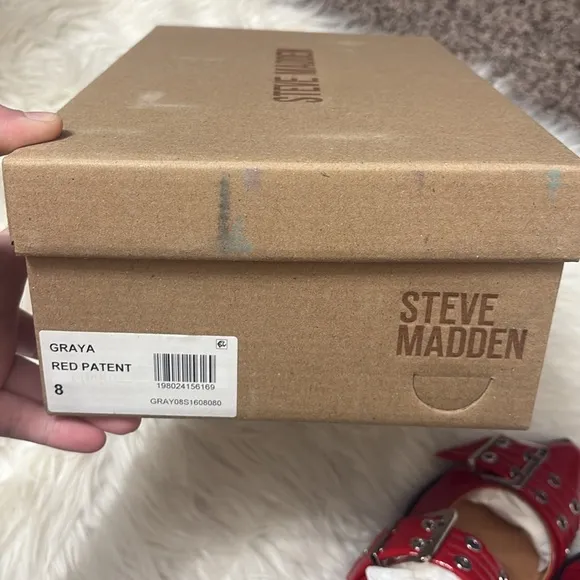 STEVE MADDEN
STEVE
MADDEN
GRAYA
RED PATENT
8
198024156169
GRAY08S1608080